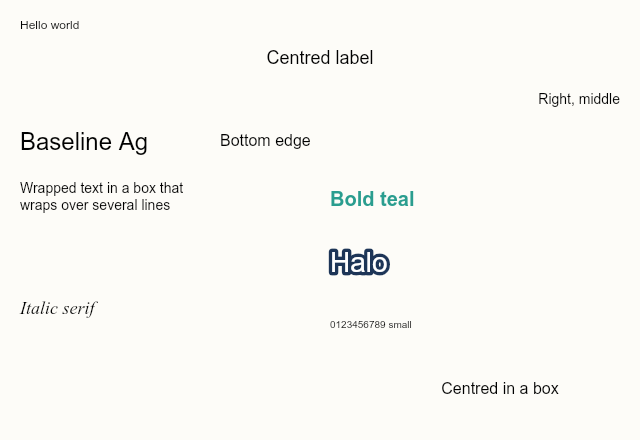 Hello world
Centred label
Right, middle
Baseline Ag
Bottom edge
Wrapped text in a box that
wraps over several lines
Bold teal
Halo
Italic serif
0123456789 small
Centred in a box